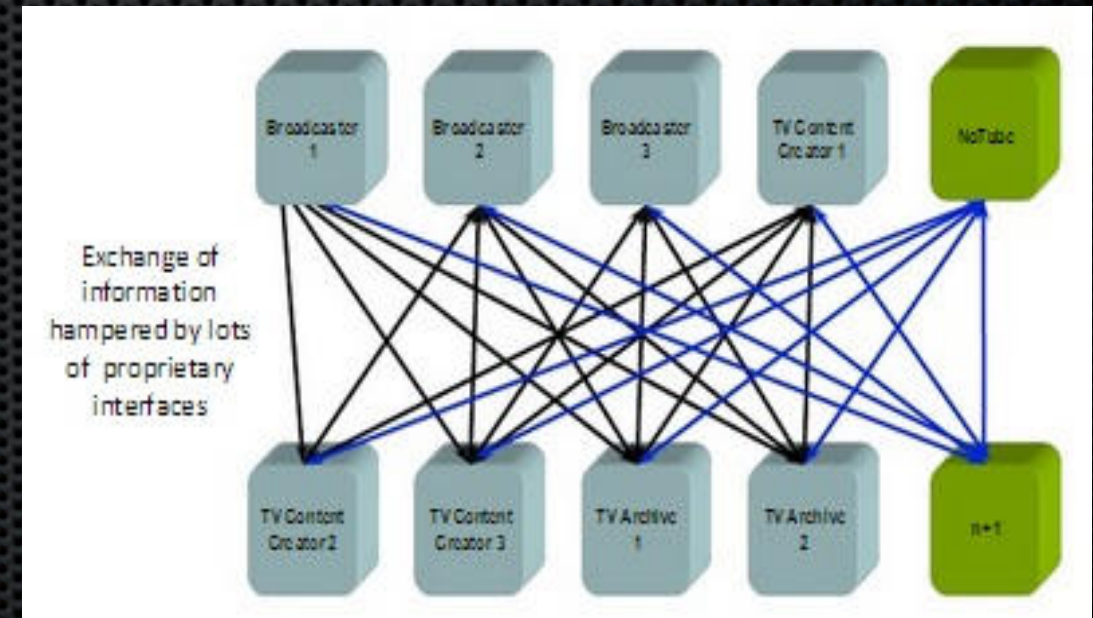 Broadcaster
1
Broadcaster
2
Broadcaster
3
TV Content
Creator 1
NoTube
Exchange of
information
hampered by lots
of proprietary
interfaces
TV Content
Creator 2
TV Content
Creator 3
TV Archive
1
TV Archive
2
n+1